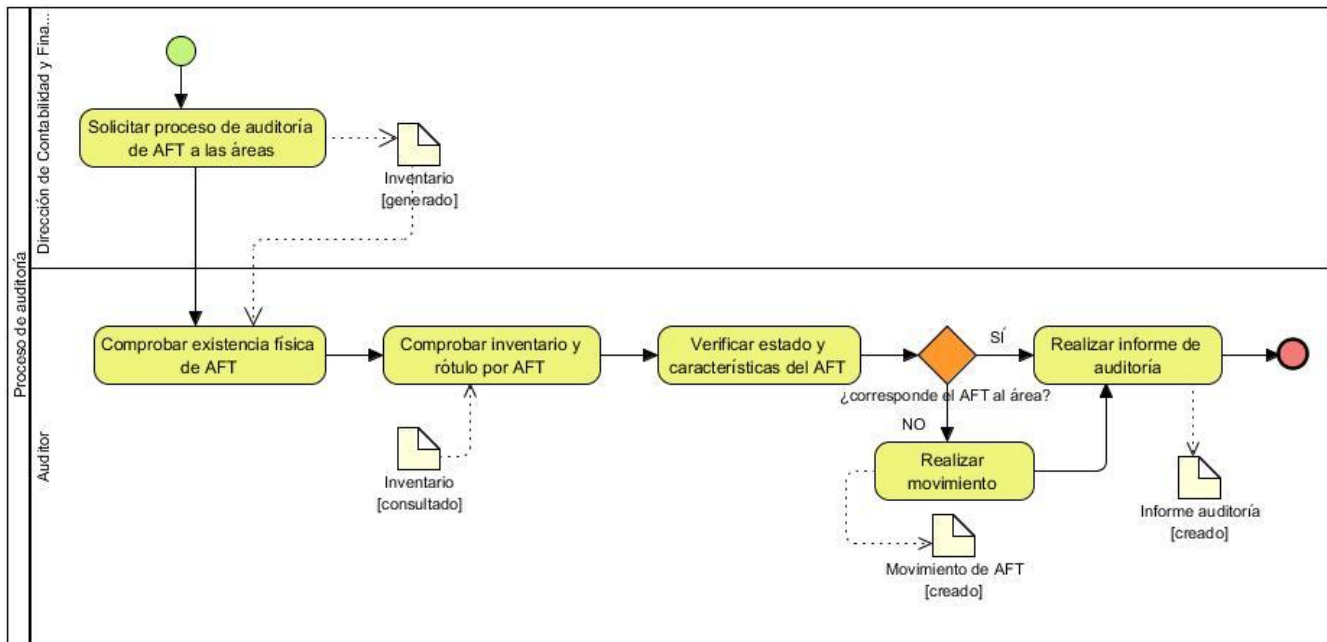 Proceso de auditoría
Dirección de Contabilidad y Fina...
Solicitar proceso de auditoría
de AFT a las áreas
Inventario
[generado]
Auditor
Comprobar existencia física
de AFT
Comprobar inventario y
rótulo por AFT
Verificar estado y
características del AFT
¿corresponde el AFT al área?
SÍ
Realizar informe de
auditoría
NO
Realizar
movimiento
Inventario
[consultado]
Movimiento de AFT
[creado]
Informe auditoría
[creado]